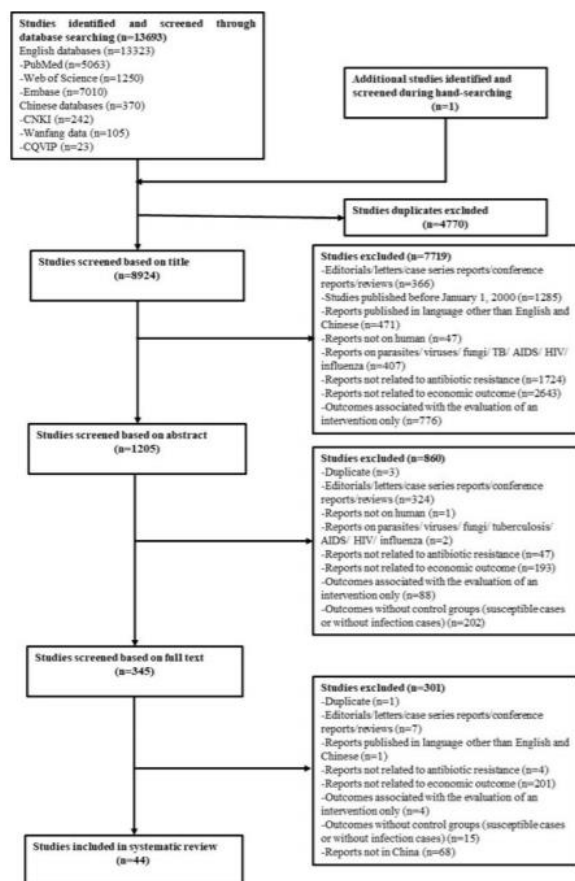 Studies identified and screened through
database searching (n=13693)
English databases (n=13323)
-PubMed (n=5063)
-Web of Science (n=1250)
-Embase (n=7010)
Chinese databases (n=370)
-CNKI (n=242)
-Wanfang data (n=105)
-CQVIP (n=23)
Additional studies identified and
screened during hand-searching
(n=1)
Studies duplicates excluded
(n=4770)
Studies screened based on title
(n=8924)
Studies excluded (n=7719)
-Editorials/letters/case series reports/conference
reports/reviews (n=366)
-Studies published before January 1, 2000 (n=1285)
-Reports published in language other than English and
Chinese (n=471)
-Reports not on human (n=47)
-Reports on parasites/ viruses/ fungi/ TB/ AIDS/ HIV/
influenza (n=407)
-Reports not related to antibiotic resistance (n=1724)
-Reports not related to economic outcome (n=2643)
-Outcomes associated with the evaluation of an
intervention only (n=776)
Studies screened based on abstract
(n=1205)
Studies excluded (n=860)
-Duplicate (n=3)
-Editorials/letters/case series reports/conference
reports/reviews (n=324)
-Reports not on human (n=1)
-Reports on parasites/ viruses/ fungi/ tuberculosis/
AIDS/ HIV/ influenza (n=2)
-Reports not related to antibiotic resistance (n=47)
-Reports not related to economic outcome (n=193)
-Outcomes associated with the evaluation of an
intervention only (n=88)
-Outcomes without control groups (susceptible cases
or without infection cases) (n=202)
Studies screened based on full text
(n=345)
Studies excluded (n=301)
-Duplicate (n=1)
-Editorials/letters/case series reports/conference
reports/reviews (n=7)
-Reports published in language other than English and
Chinese (n=1)
-Reports not related to antibiotic resistance (n=4)
-Reports not related to economic outcome (n=201)
-Outcomes associated with the evaluation of an
intervention only (n=4)
-Outcomes without control groups (susceptible cases
or without infection cases) (n=15)
-Reports not in China (n=68)
Studies included in systematic review
(n=44)